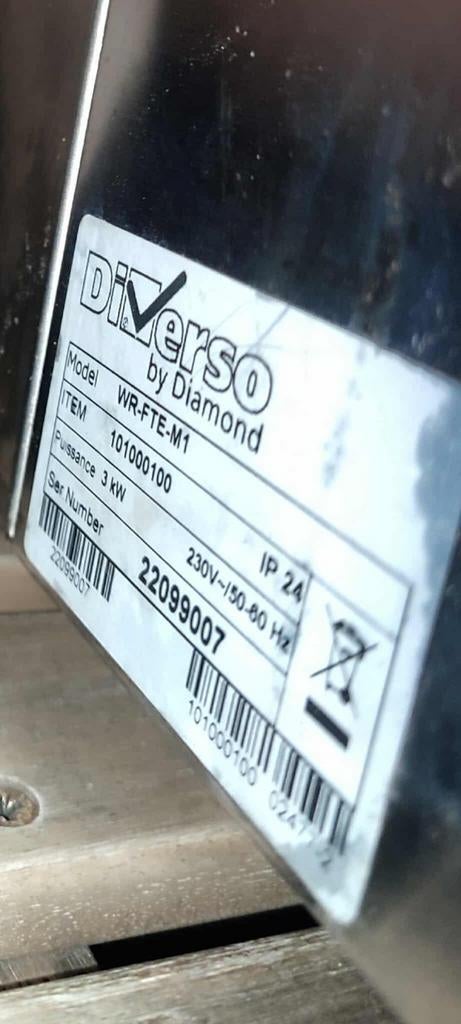 DiVerso
by Diamond
Model WR-FTE-M1
ITEM 101000100 IP 24
Puissance 3 kW 230V~/50-60 Hz
Ser.Number 22099007
22099007
101000100